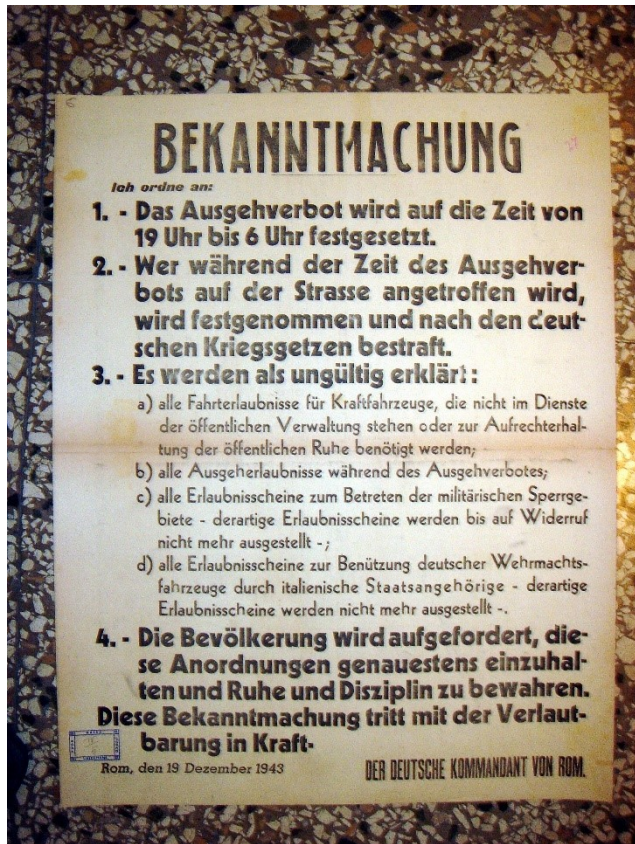 BEKANNTMACHUNG
Ich ordne an:
1. - Das Ausgehverbot wird auf die Zeit von
19 Uhr bis 6 Uhr festgesetzt.
2. - Wer während der Zeit des Ausgehver-
bots auf der Strasse angetroffen wird,
wird festgenommen und nach den deut-
schen Kriegsgetzen bestraft.
3. - Es werden als ungültig erklärt:
a) alle Fahrterlaubnisse für Kraftfahrzeuge, die nicht im Dienste
der öffentlichen Verwaltung stehen oder zur Aufrechterhal-
tung der öffentlichen Ruhe benötigt werden;
b) alle Ausgeherlaubnisse während des Ausgehverbotes;
c) alle Erlaubnisscheine zum Betreten der militärischen Sperrge-
biete - derartige Erlaubnisscheine werden bis auf Widerruf
nicht mehr ausgestellt -;
d) alle Erlaubnisscheine zur Benützung deutscher Wehrmachts-
fahrzeuge durch italienische Staatsangehörige - derartige
Erlaubnisscheine werden nicht mehr ausgestellt -.
4. - Die Bevölkerung wird aufgefordert, die-
se Anordnungen genauestens einzuhal-
ten und Ruhe und Disziplin zu bewahren.
Diese Bekanntmachung tritt mit der Verlaut-
barung in Kraft.
Rom, den 19 Dezember 1943
DER DEUTSCHE KOMMANDANT VON ROM.